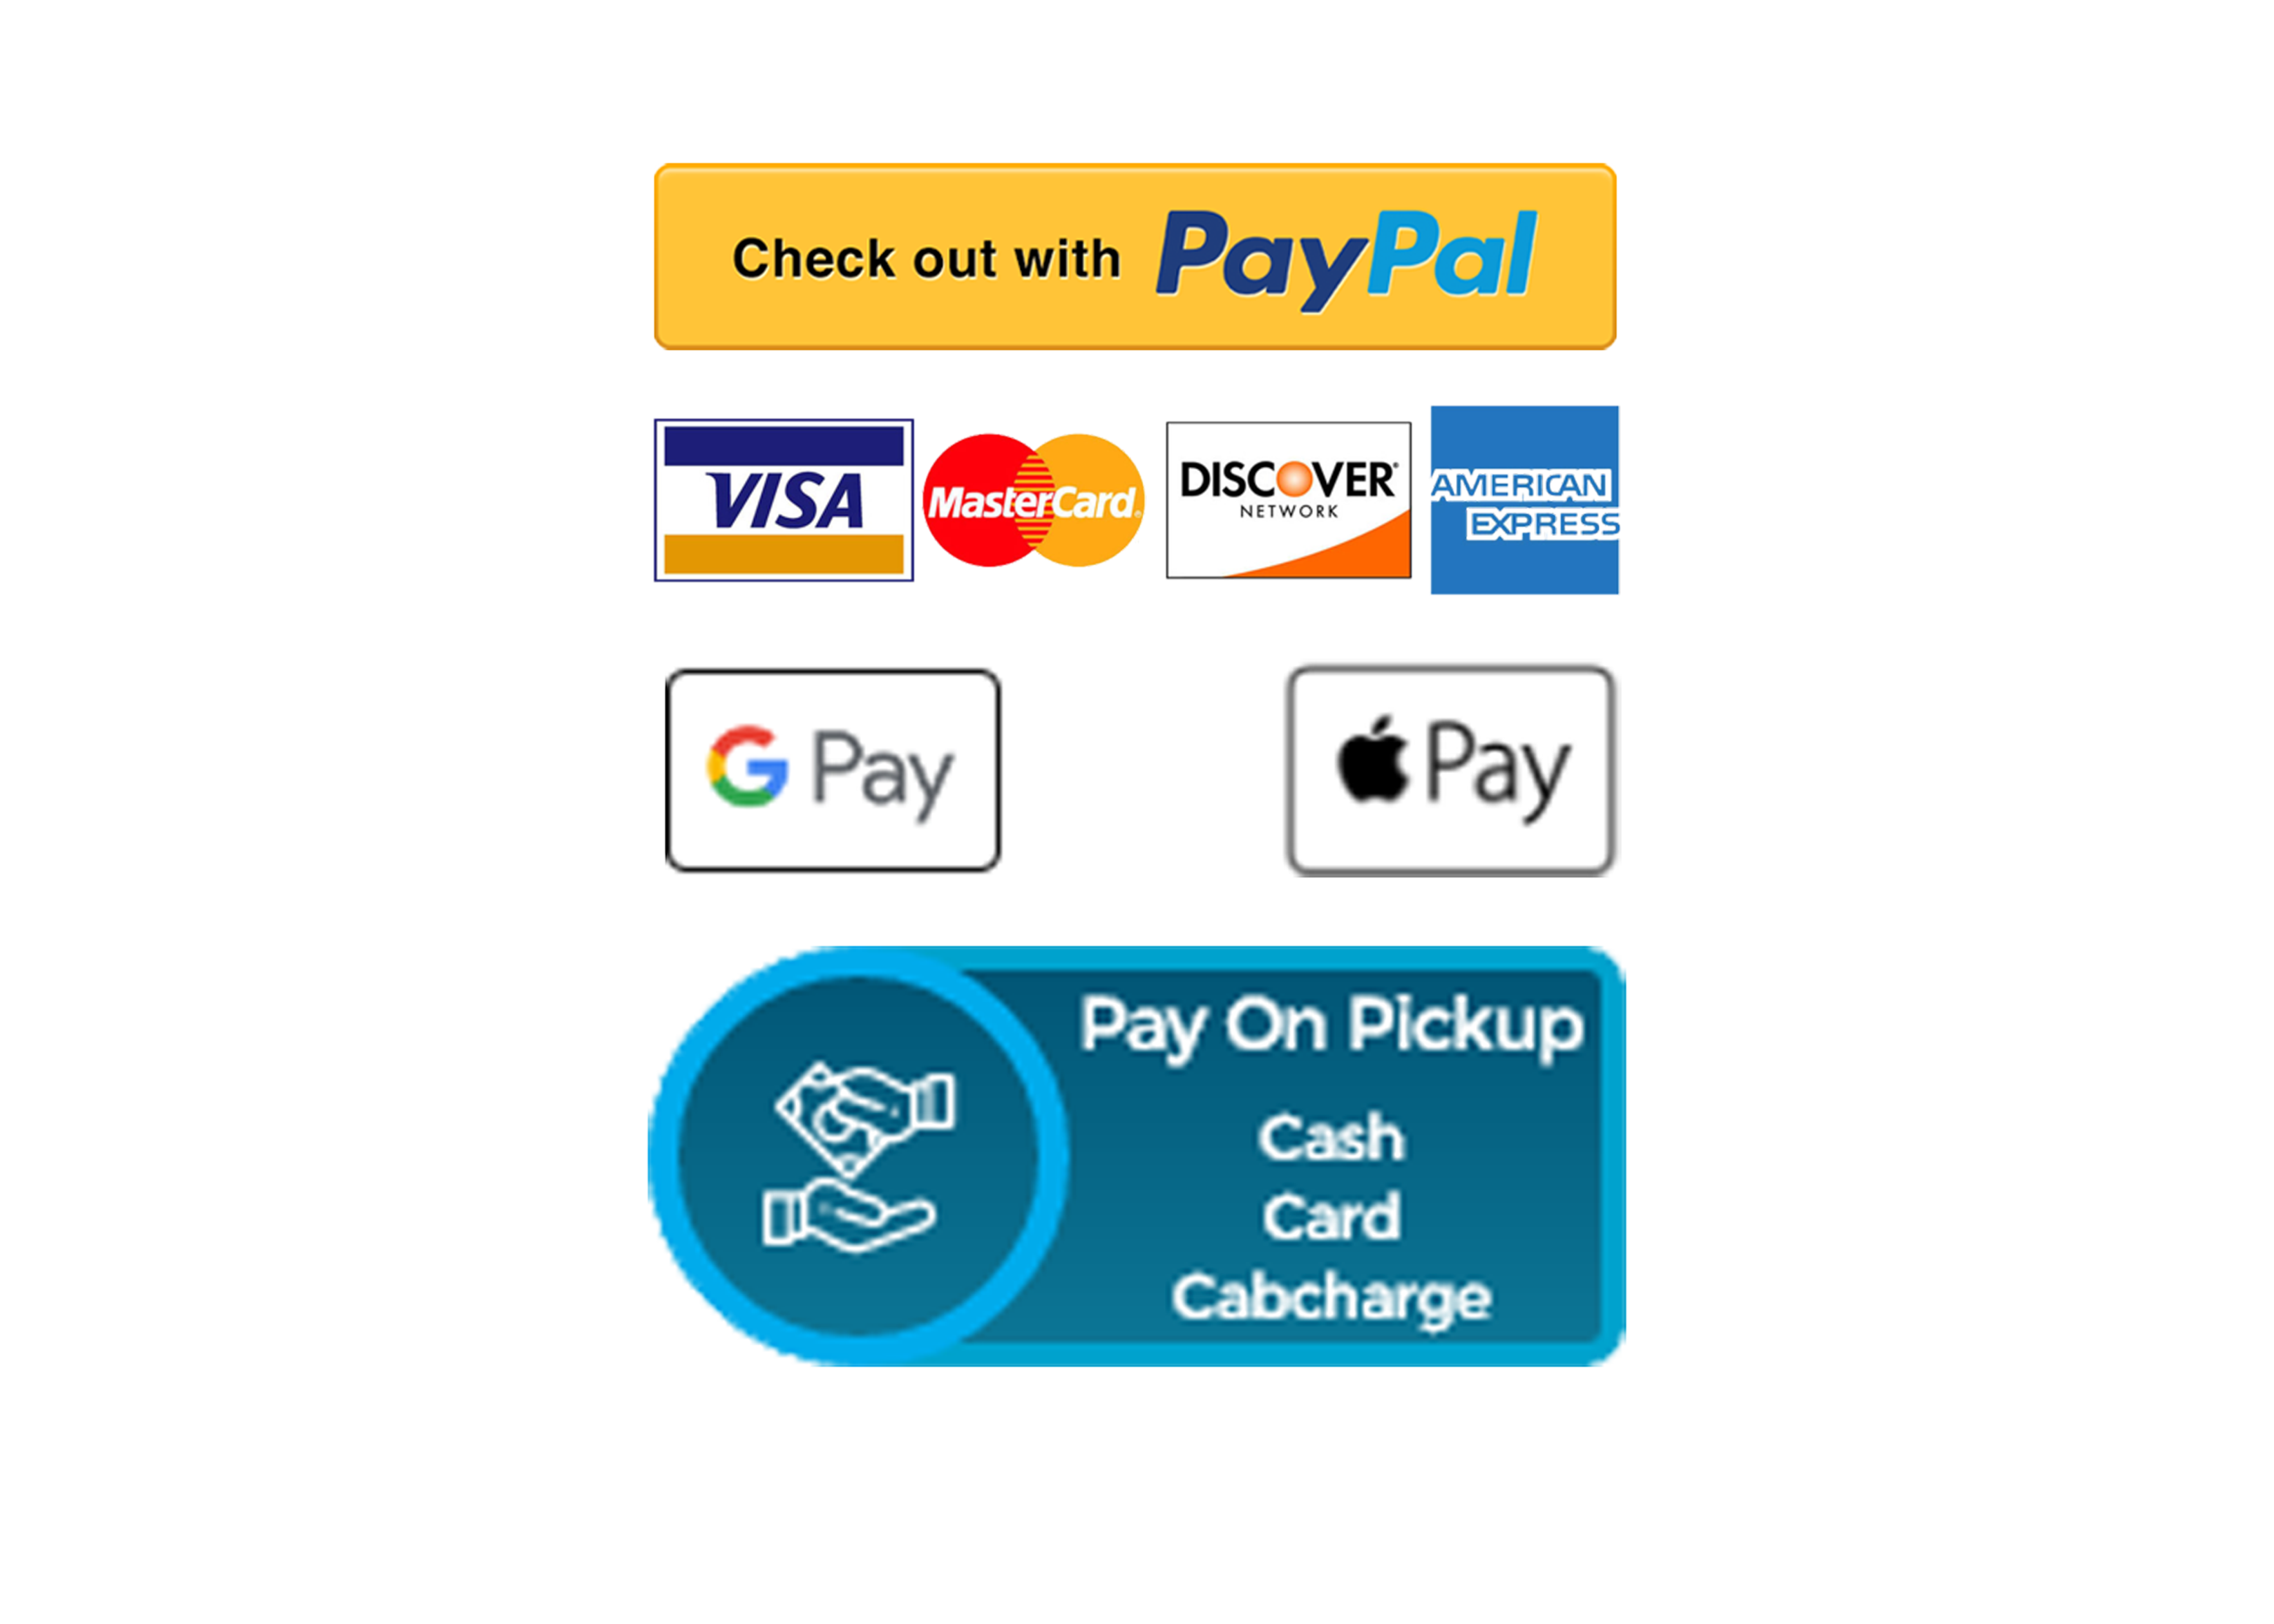 Check out with PayPal
VISA
MasterCard
DISCOVER
NETWORK
AMERICAN
EXPRESS
G Pay
Pay
Pay On Pickup
Cash
Card
Cabcharge